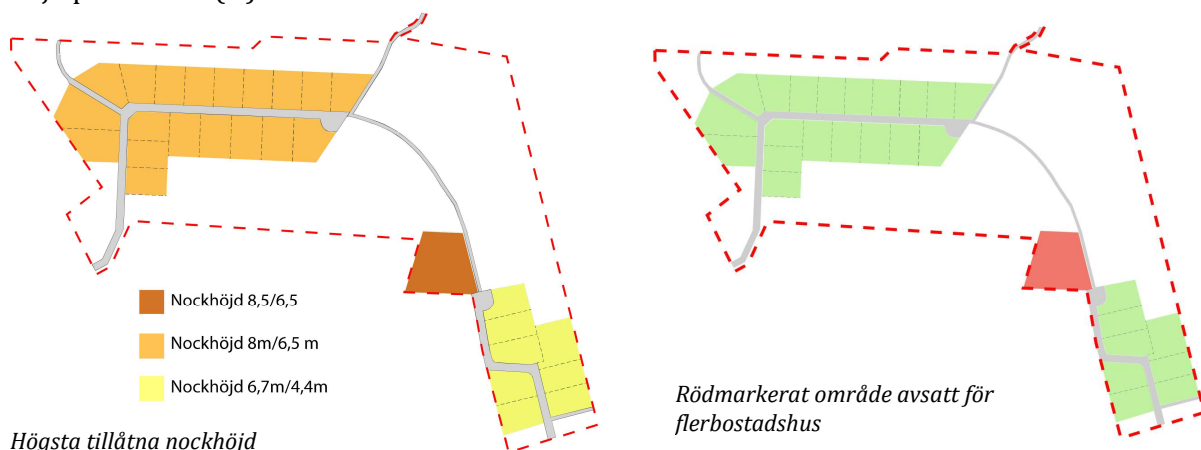 Nockhöjd 8,5/6,5
Nockhöjd 8m/6,5 m
Nockhöjd 6,7m/4,4m
Högsta tillåtna nockhöjd
Rödmarkerat område avsatt för
flerbostadshus